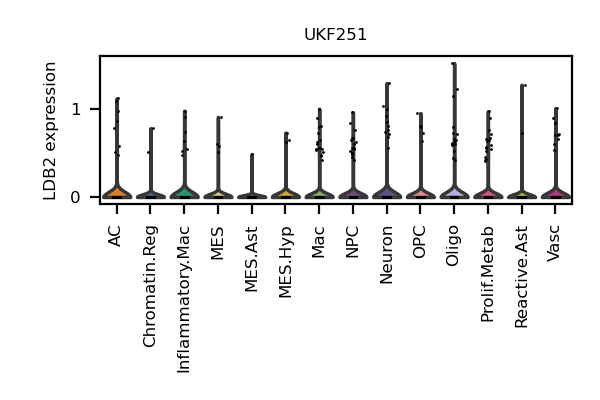 UKF251
LDB2 expression
1
0
AC
Chromatin.Reg
Inflammatory.Mac
MES
MES.Ast
MES.Hyp
Mac
NPC
Neuron
OPC
Oligo
Prolif.Metab
Reactive.Ast
Vasc